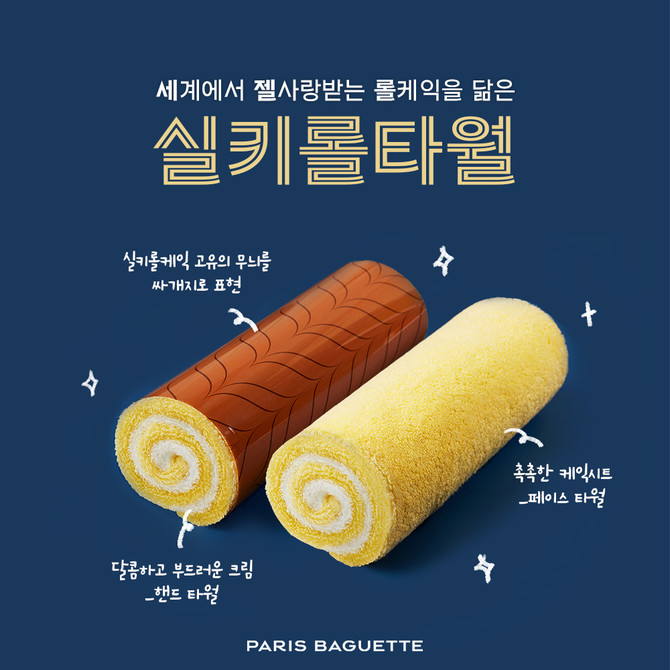 세계에서 젤사랑받는 롤케익을 닮은
실키롤타월
실키롤케익 고유의 무늬를
싸개지로 표현
촉촉한 케익시트
_페이스 타월
달콤하고 부드러운 크림
_핸드 타월
PARIS BAGUETTE